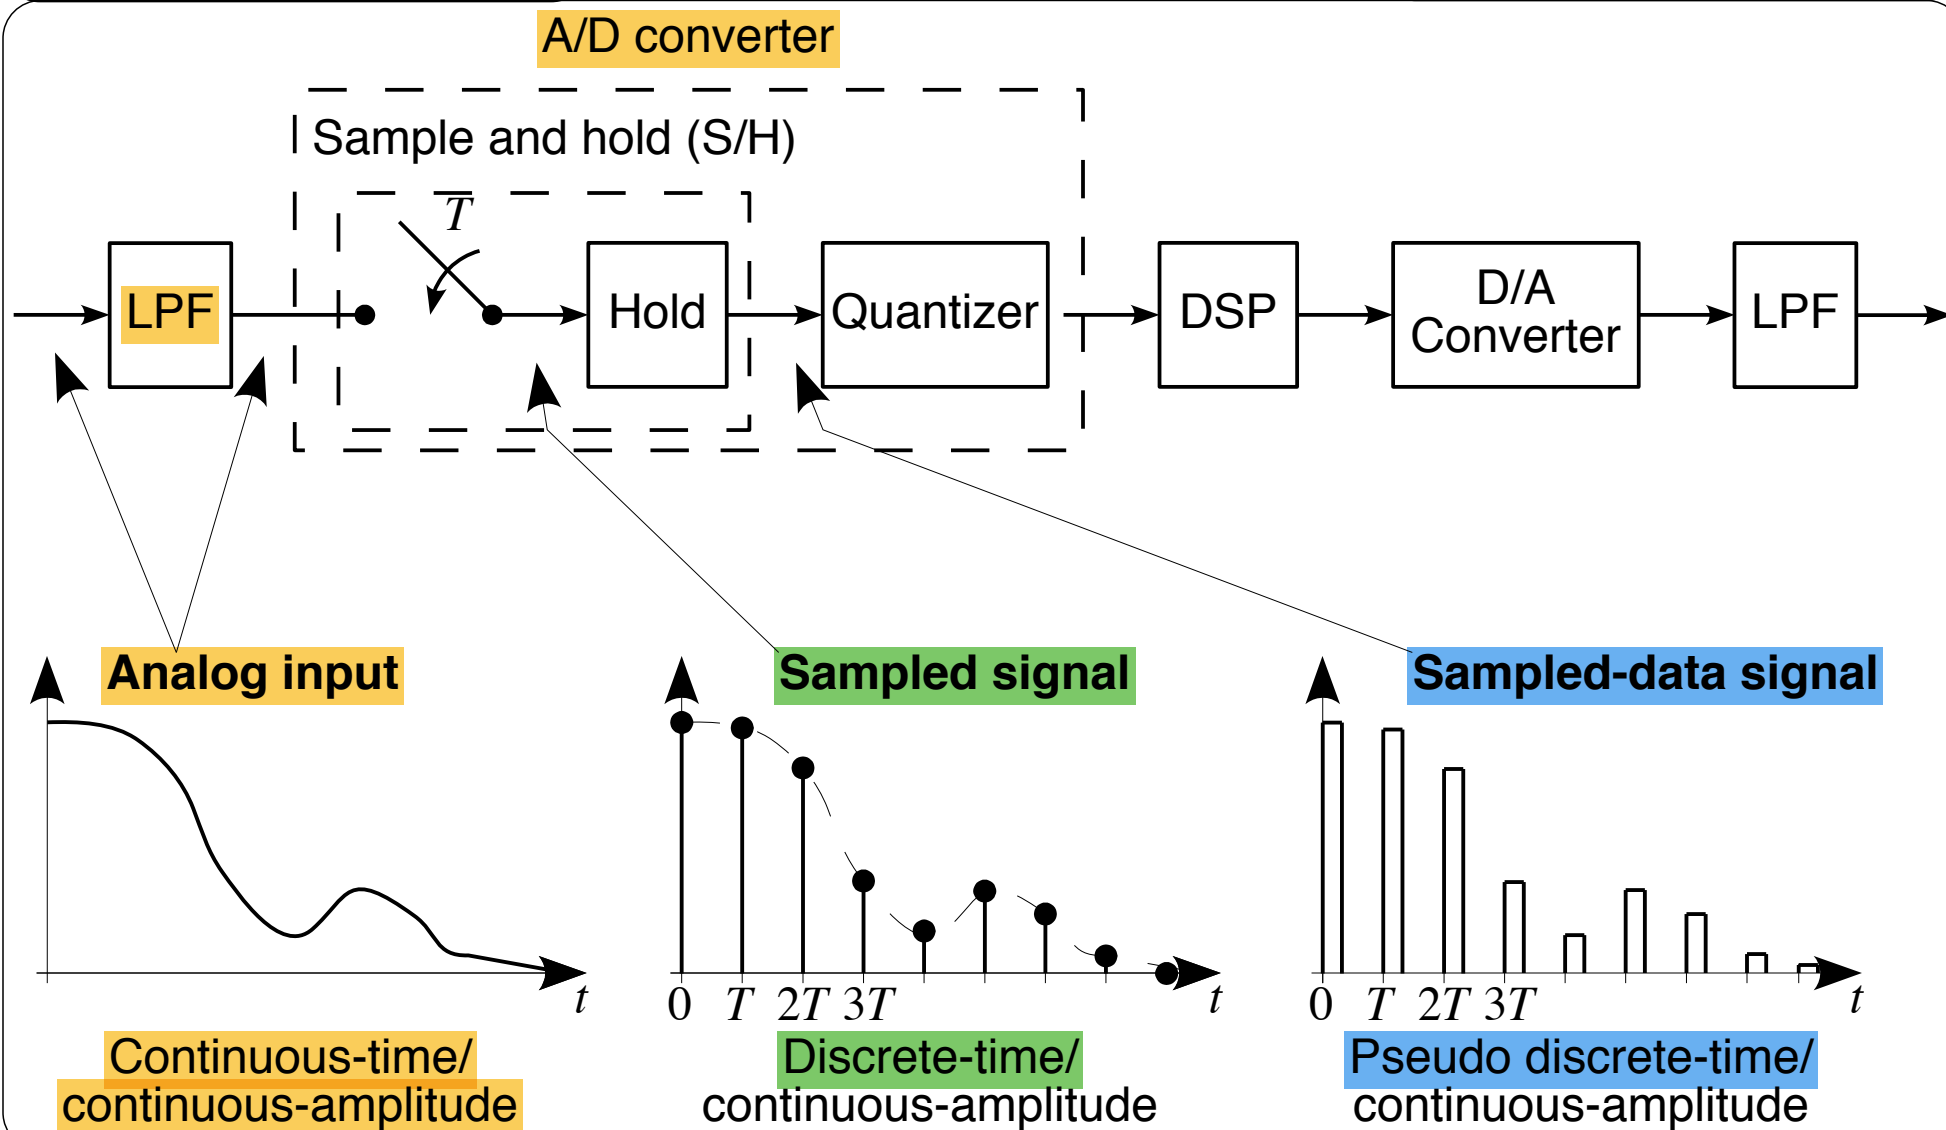 A/D converter
Sample and hold (S/H)
T
LPF
Hold
Quantizer
DSP
D/A
Converter
LPF
Analog input
Sampled signal
Sampled-data signal
t
0 T 2T 3T t
0 T 2T 3T t
Continuous-time/
continuous-amplitude
Discrete-time/
continuous-amplitude
Pseudo discrete-time/
continuous-amplitude